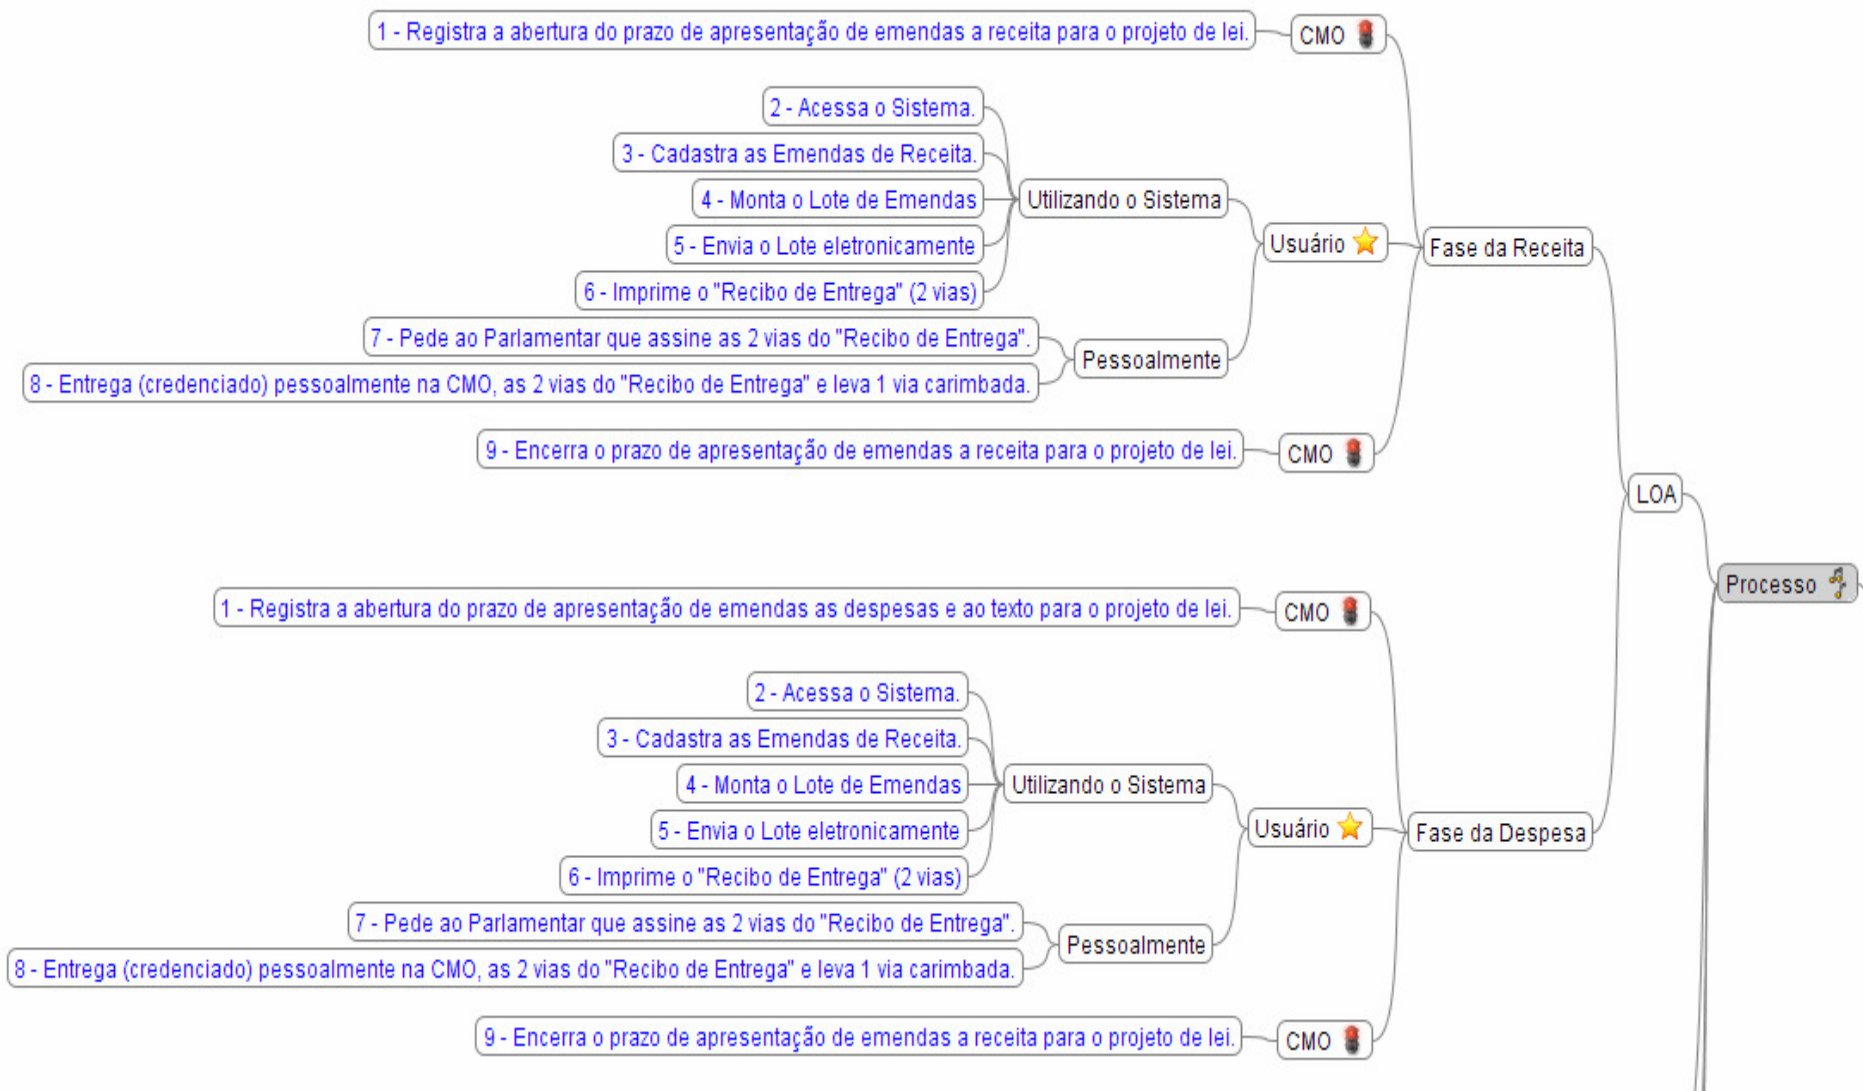 1 - Registra a abertura do prazo de apresentação de emendas a receita para o projeto de lei.
CMO
2 - Acessa o Sistema.
3 - Cadastra as Emendas de Receita.
4 - Monta o Lote de Emendas
Utilizando o Sistema
5 - Envia o Lote eletronicamente
Usuário
Fase da Receita
6 - Imprime o "Recibo de Entrega" (2 vias)
7 - Pede ao Parlamentar que assine as 2 vias do "Recibo de Entrega".
Pessoalmente
8 - Entrega (credenciado) pessoalmente na CMO, as 2 vias do "Recibo de Entrega" e leva 1 via carimbada.
9 - Encerra o prazo de apresentação de emendas a receita para o projeto de lei.
CMO
LOA
Processo
1 - Registra a abertura do prazo de apresentação de emendas as despesas e ao texto para o projeto de lei.
CMO
2 - Acessa o Sistema.
3 - Cadastra as Emendas de Receita.
4 - Monta o Lote de Emendas
Utilizando o Sistema
5 - Envia o Lote eletronicamente
Usuário
Fase da Despesa
6 - Imprime o "Recibo de Entrega" (2 vias)
7 - Pede ao Parlamentar que assine as 2 vias do "Recibo de Entrega".
Pessoalmente
8 - Entrega (credenciado) pessoalmente na CMO, as 2 vias do "Recibo de Entrega" e leva 1 via carimbada.
9 - Encerra o prazo de apresentação de emendas a receita para o projeto de lei.
CMO